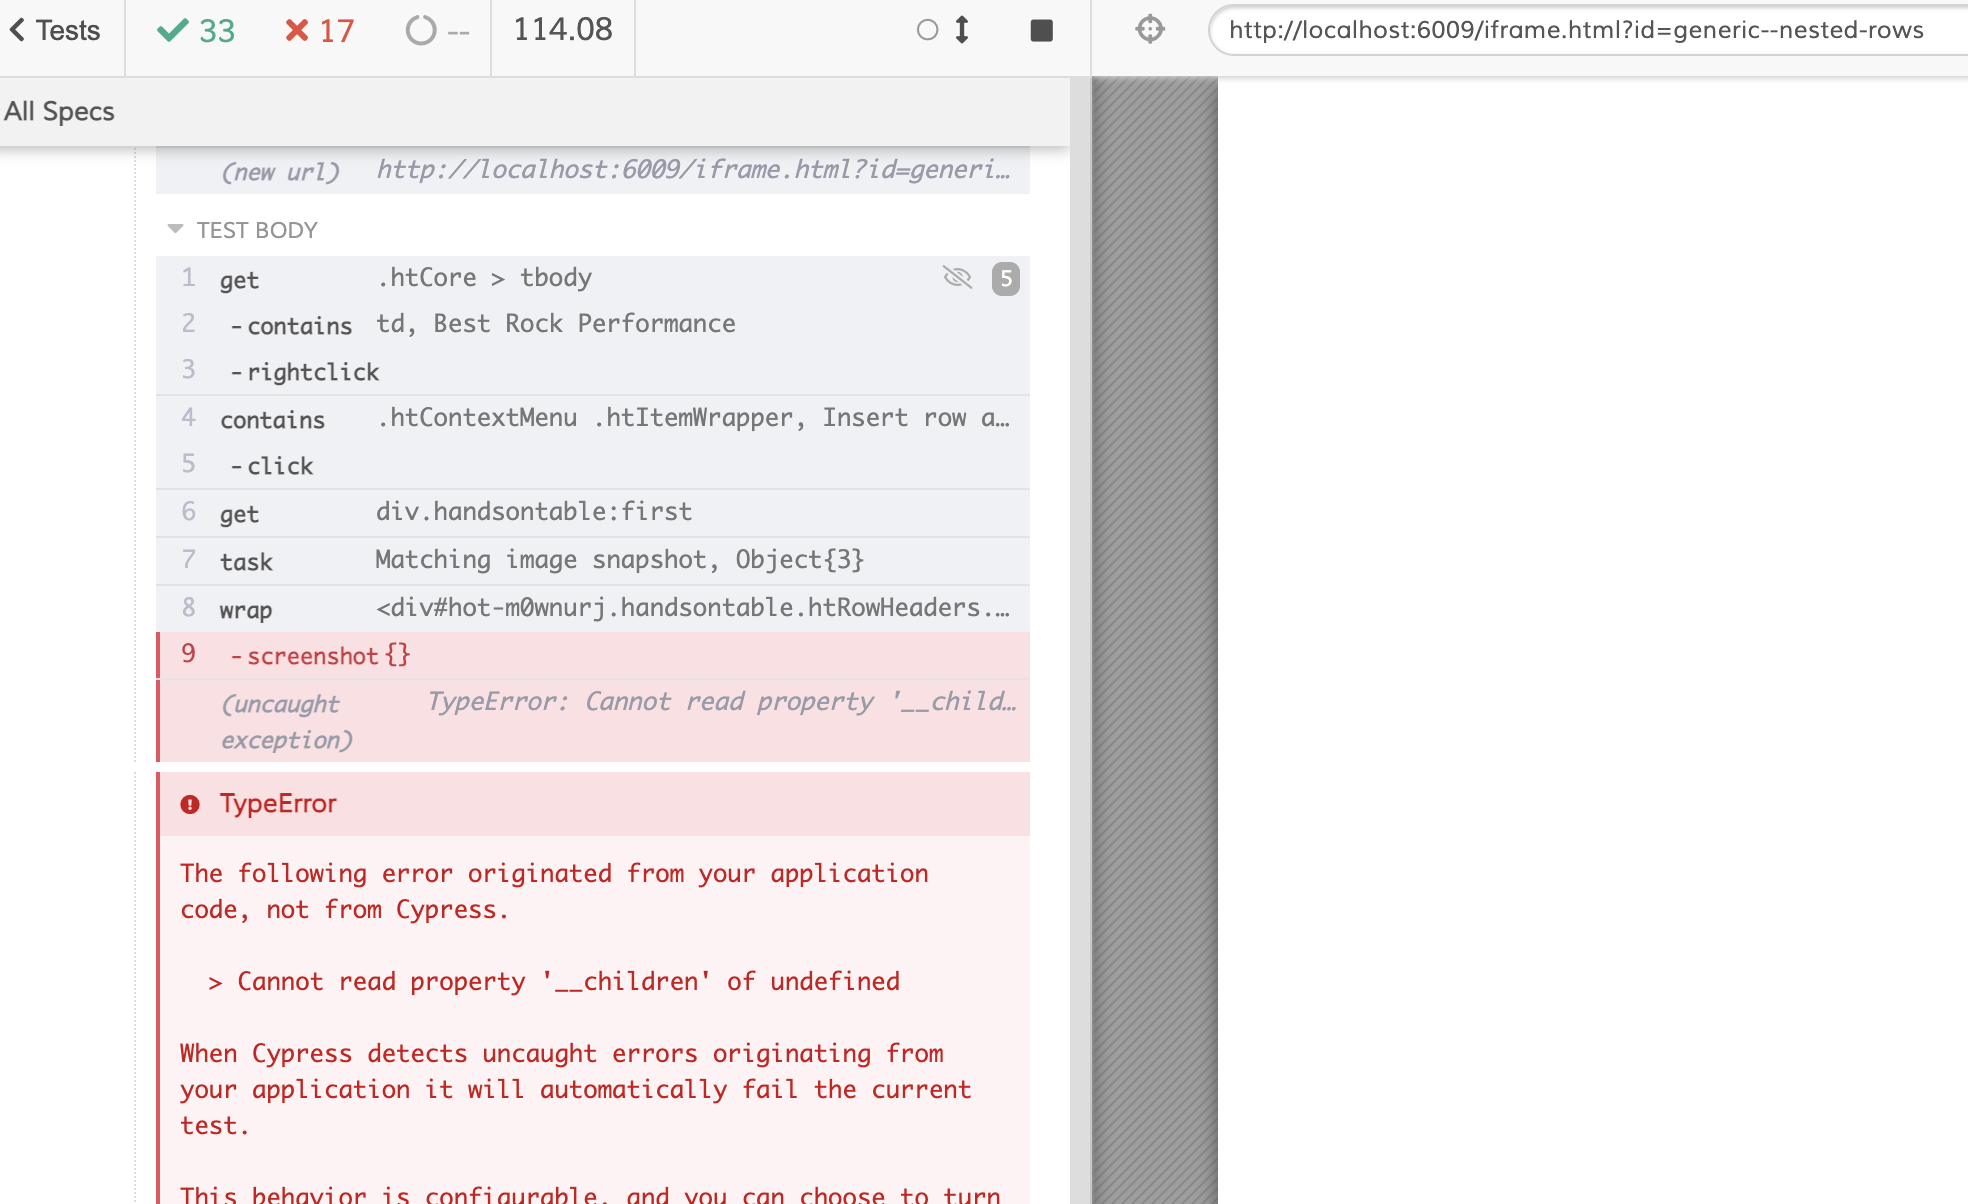 Tests 33 17 -- 114.08 http://localhost:6009/iframe.html?id=generic--nested-rows
All Specs
(new url) http://localhost:6009/iframe.html?id=generi…
TEST BODY
1 get .htCore > tbody 5
2 -contains td, Best Rock Performance
3 -rightclick
4 contains .htContextMenu .htItemWrapper, Insert row a…
5 -click
6 get div.handsontable:first
7 task Matching image snapshot, Object{3}
8 wrap <div#hot-m0wnurj.handsontable.htRowHeaders.…
9 -screenshot {}
(uncaught exception) TypeError: Cannot read property '__child…
TypeError
The following error originated from your application
code, not from Cypress.
> Cannot read property '__children' of undefined
When Cypress detects uncaught errors originating from
your application it will automatically fail the current
test.
This behavior is configurable, and you can choose to turn